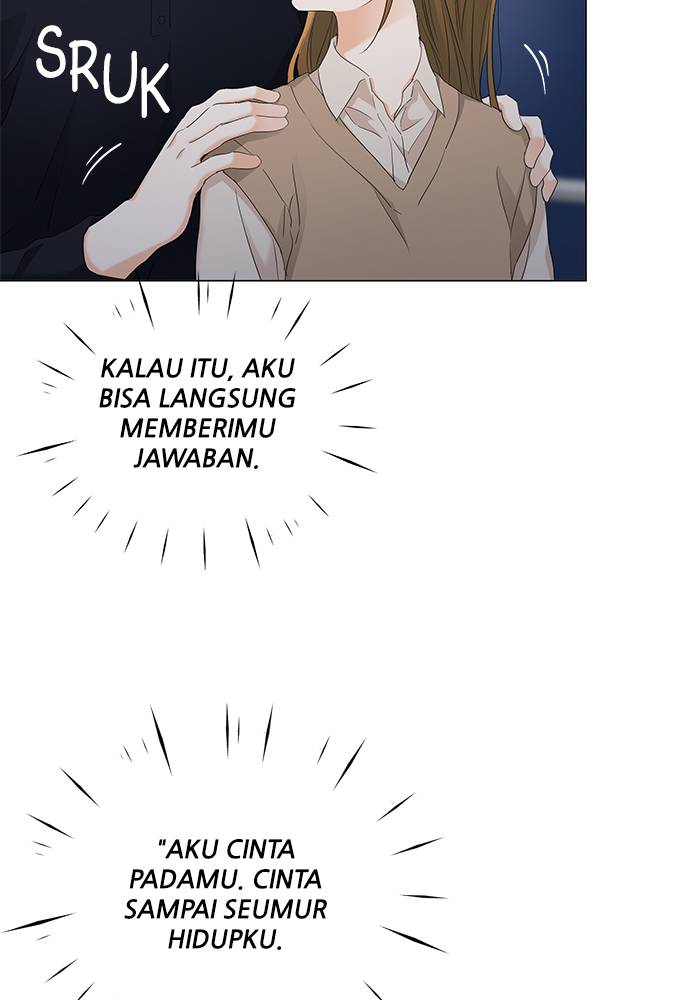 SRUK
KALAU ITU, AKU
BISA LANGSUNG
MEMBERIMU
JAWABAN.
"AKU CINTA
PADAMU. CINTA
SAMPAI SEUMUR
HIDUPKU.